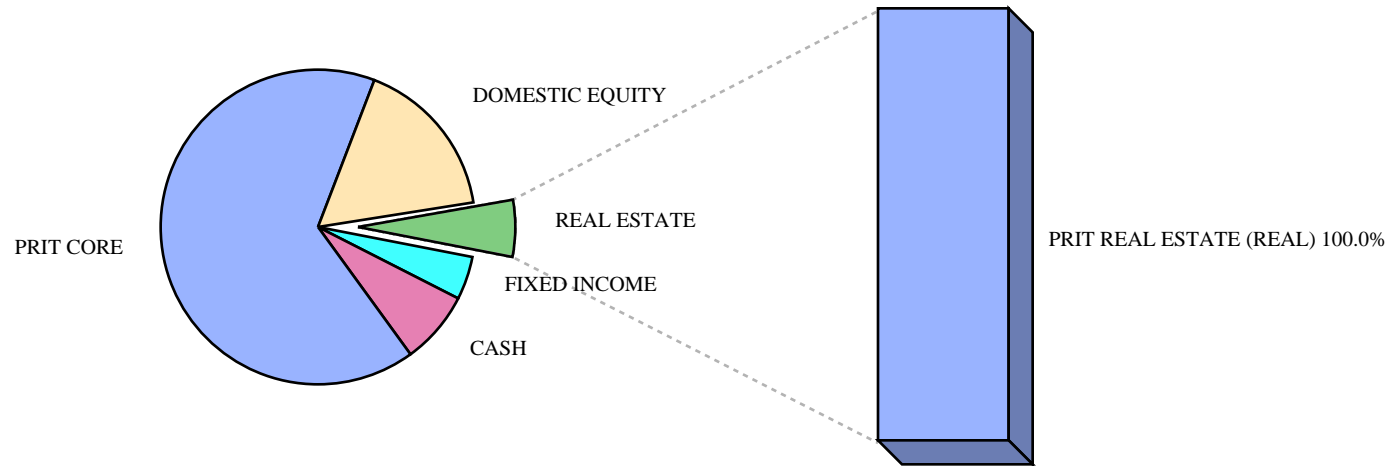 DOMESTIC EQUITY
REAL ESTATE
PRIT CORE
PRIT REAL ESTATE (REAL) 100.0%
FIXED INCOME
CASH